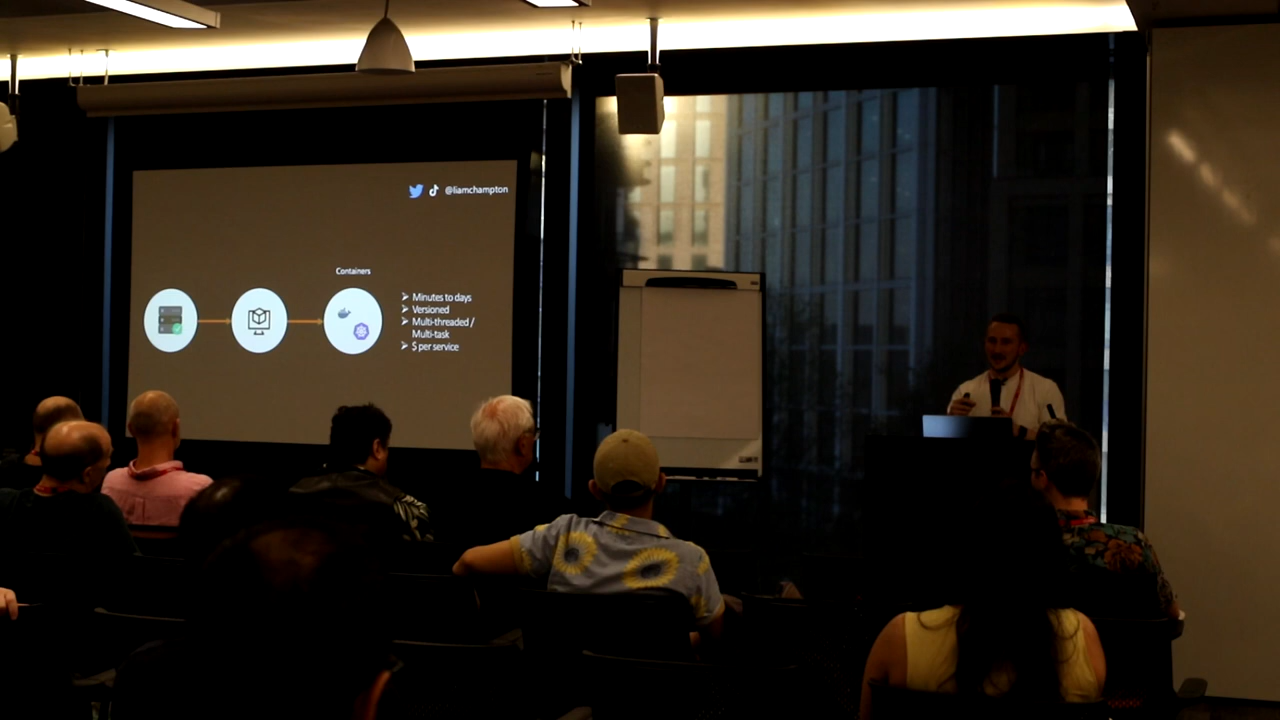 @liamchampton
Containers
➢ Minutes to days
➢ Versioned
➢ Multi-threaded /
Multi-task
➢ $ per service